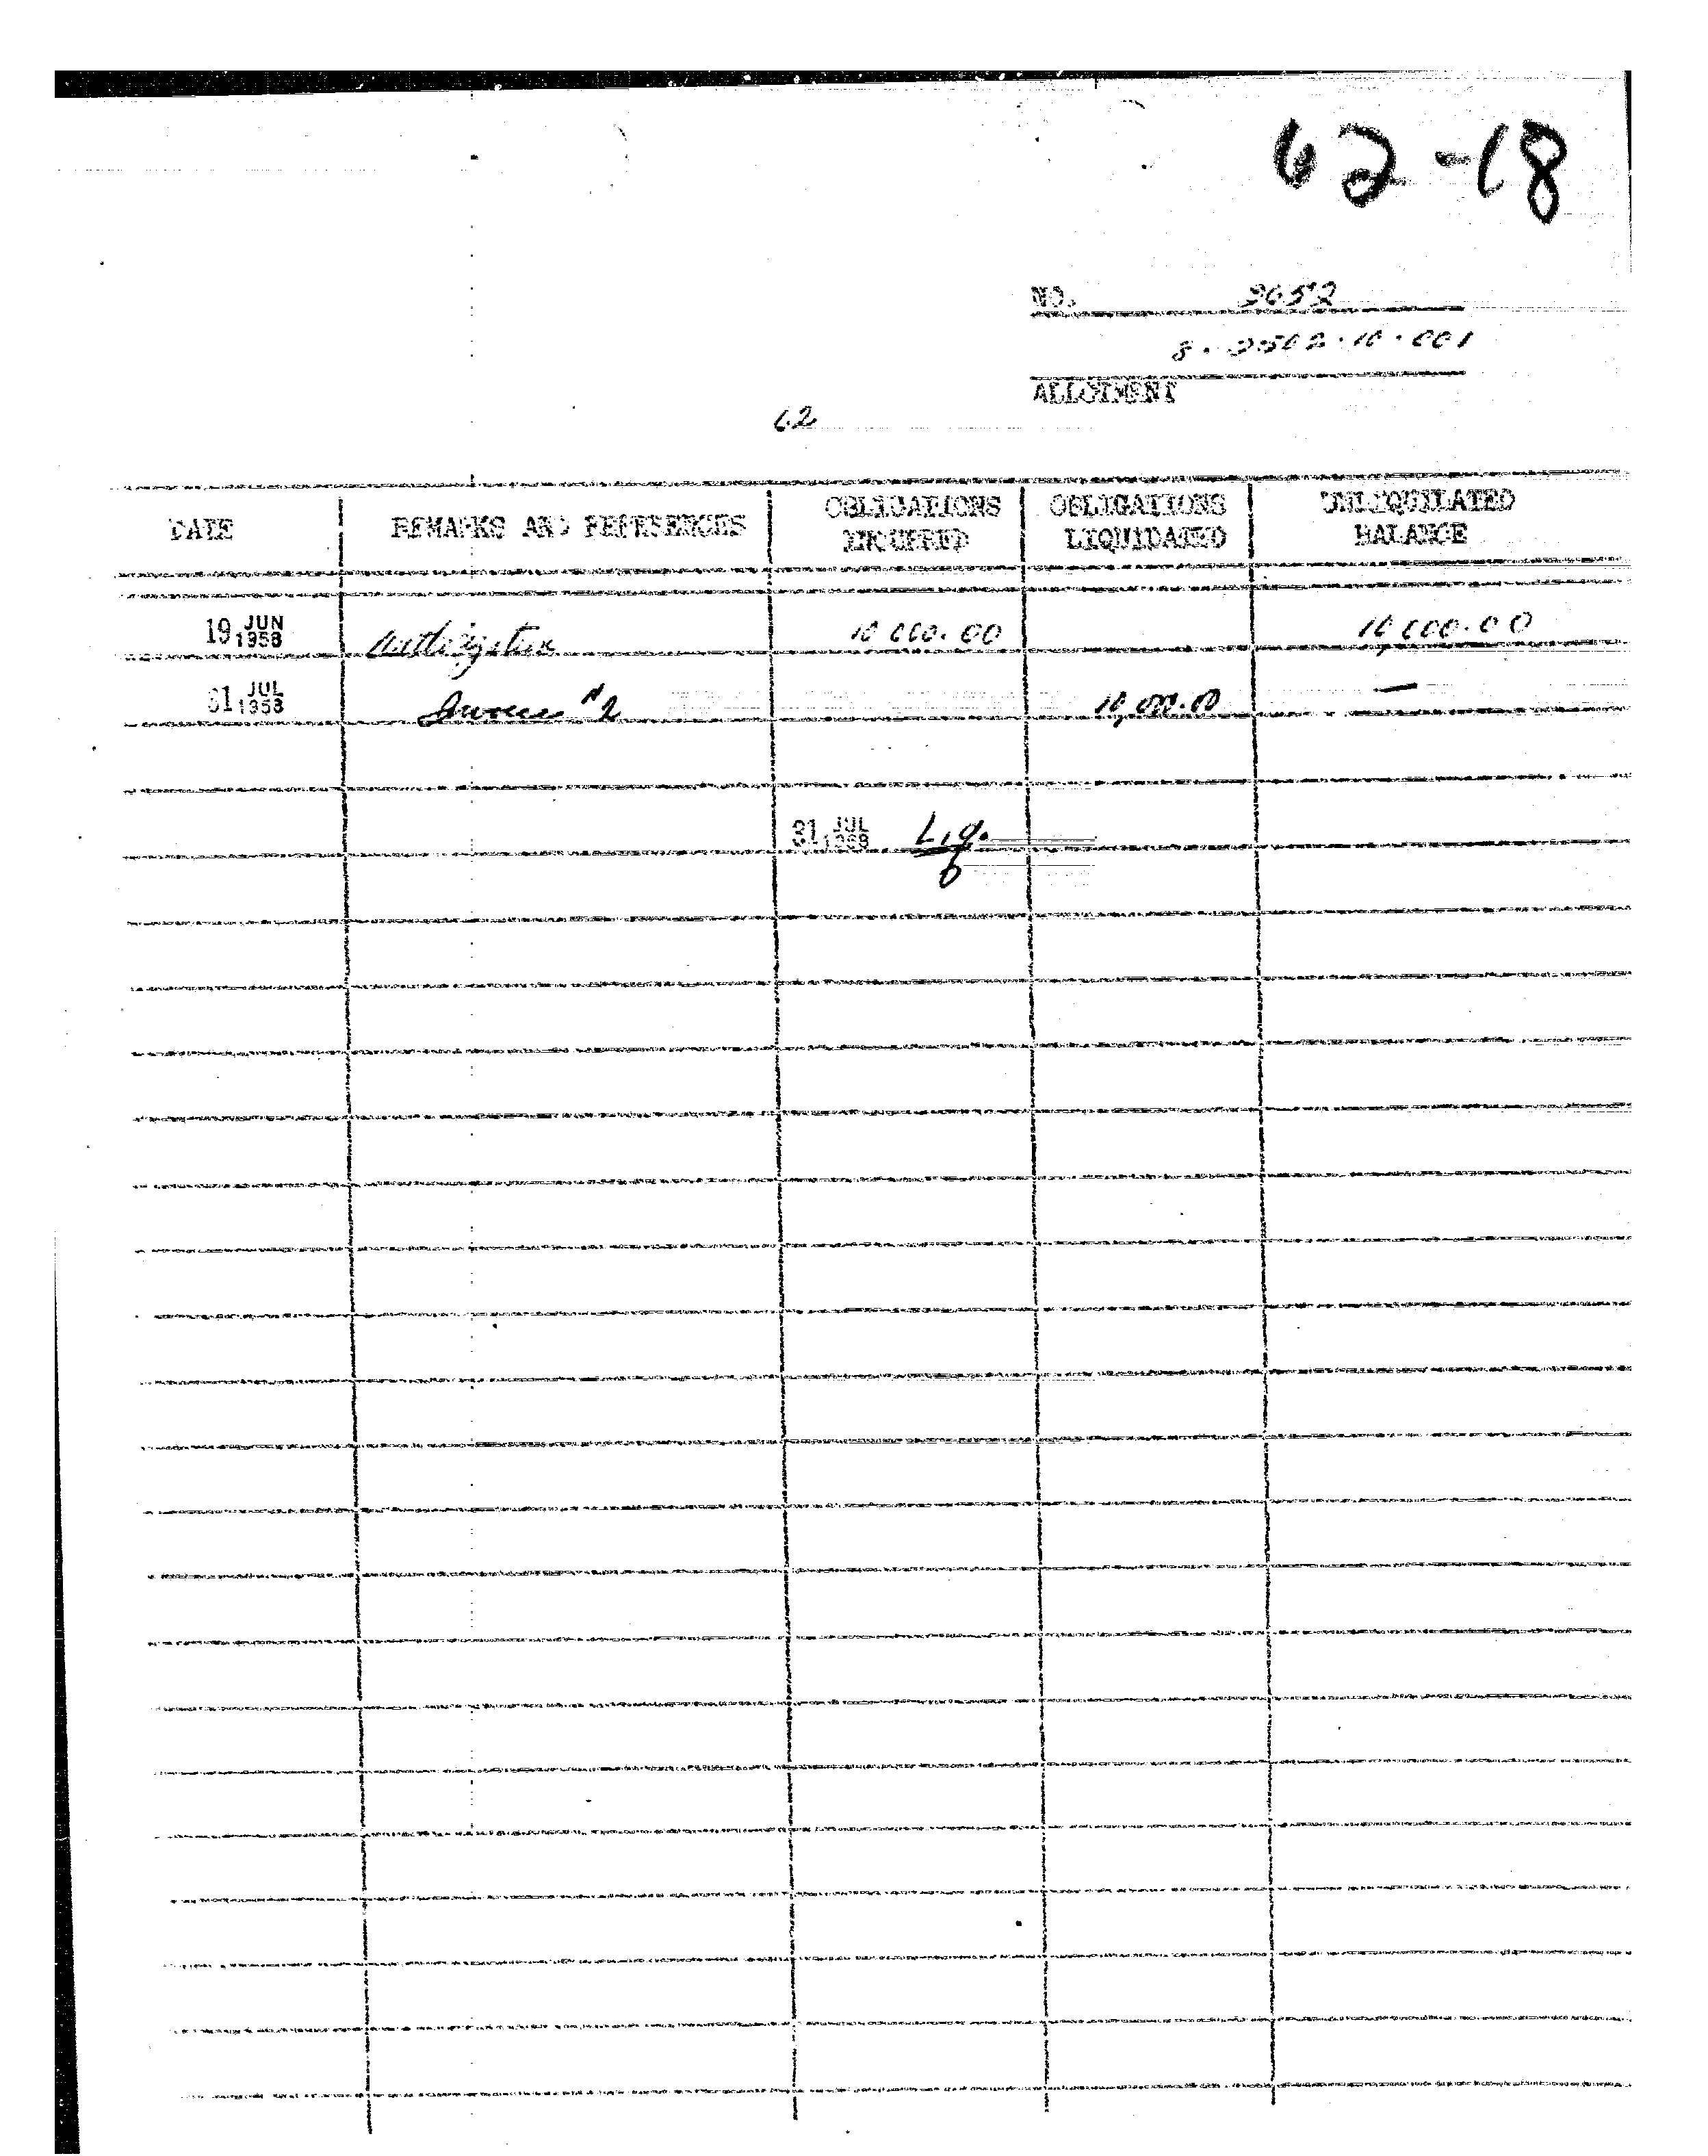 62-18
NO. 3652
8-2502-10-001
ALLOTMENT
62
DATE REMARKS AND REFERENCES OBLIGATIONS INCURRED OBLIGATIONS LIQUIDATED UNLIQUIDATED BALANCE
19 JUN 1958 Authorization 10,000.00 10,000.00
31 JUL 1958 Invoice #2 10,000.00 —
31 JUL 1958 Liq.